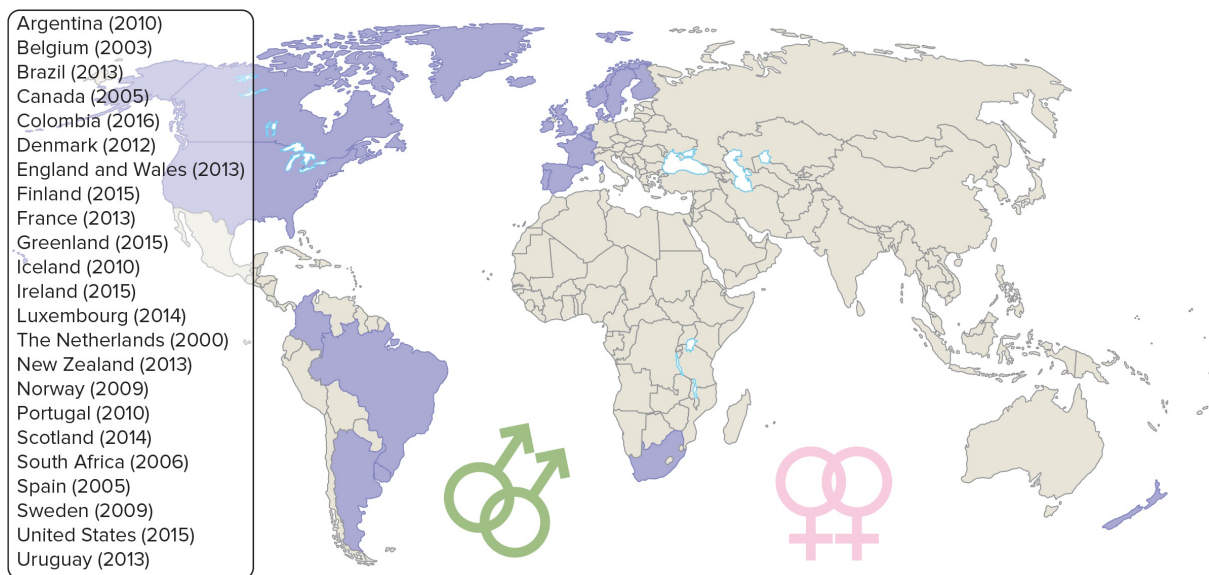 Argentina (2010)
Belgium (2003)
Brazil (2013)
Canada (2005)
Colombia (2016)
Denmark (2012)
England and Wales (2013)
Finland (2015)
France (2013)
Greenland (2015)
Iceland (2010)
Ireland (2015)
Luxembourg (2014)
The Netherlands (2000)
New Zealand (2013)
Norway (2009)
Portugal (2010)
Scotland (2014)
South Africa (2006)
Spain (2005)
Sweden (2009)
United States (2015)
Uruguay (2013)